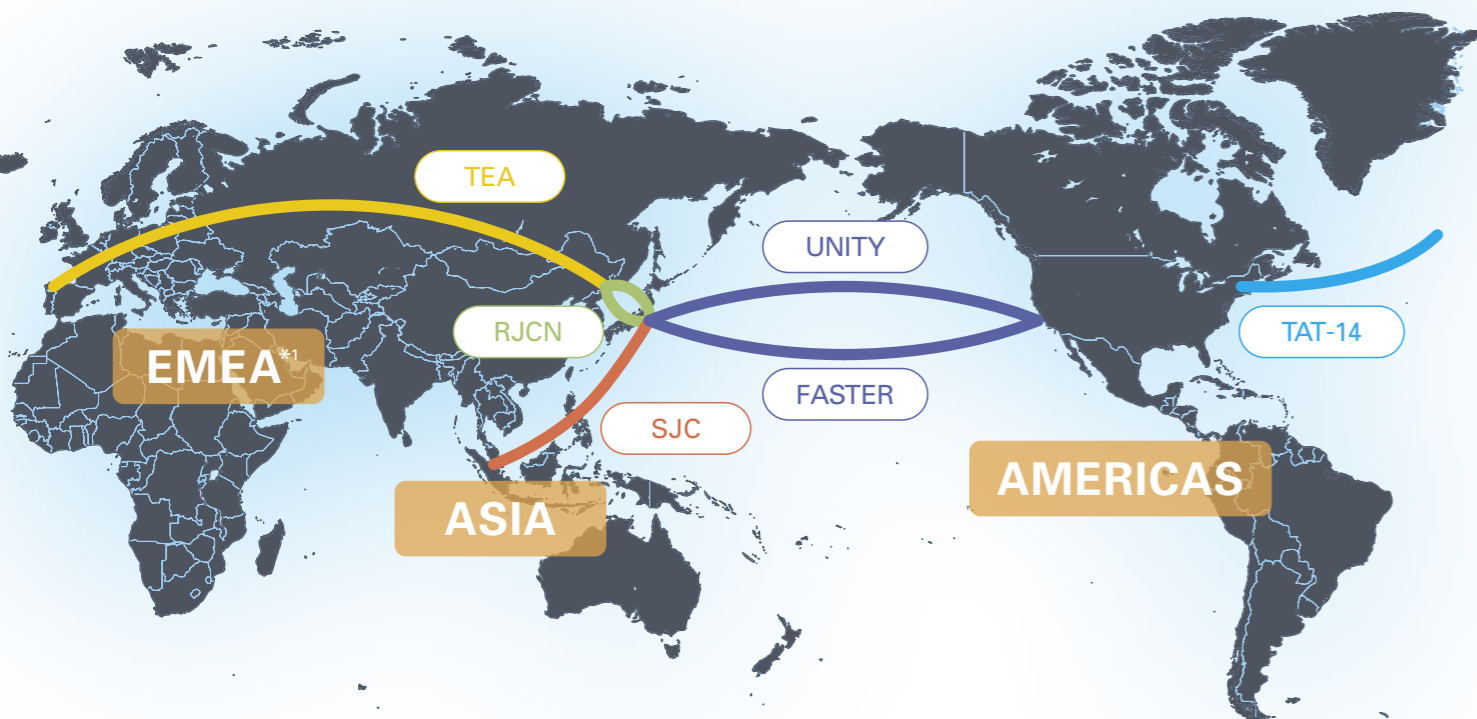 TEA
UNITY
RJCN
TAT-14
EMEA*1
FASTER
SJC
AMERICAS
ASIA